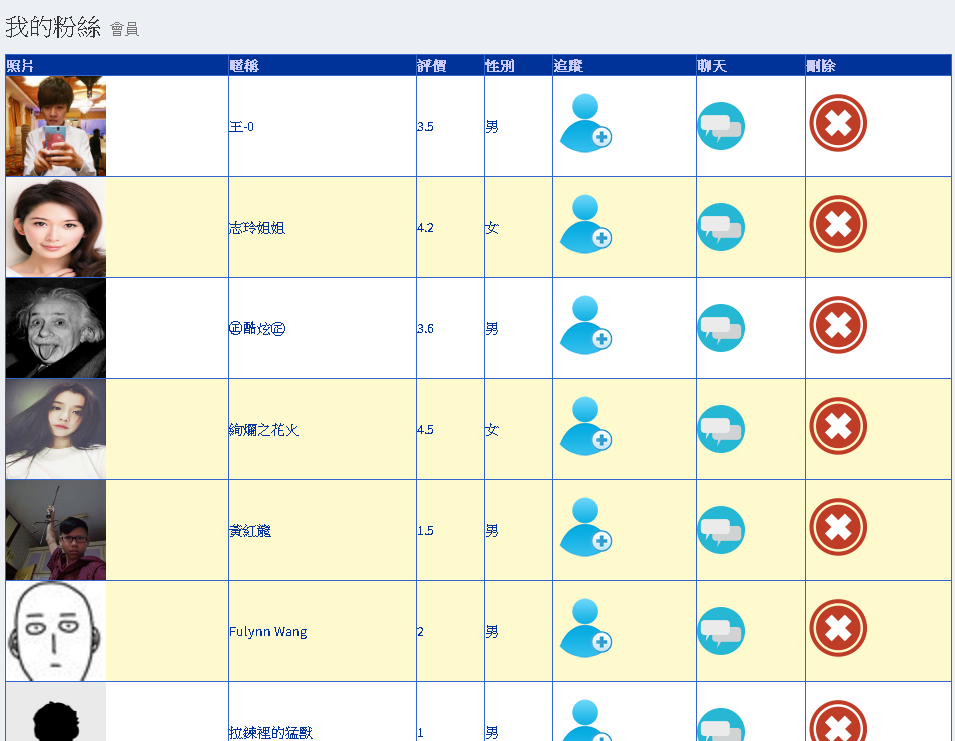 我的粉絲 會員
照片 暱稱 評價 性別 追蹤 聊天 刪除
王-0 3.5 男
志玲姐姐 4.2 女
㊣酷炫㊣ 3.6 男
絢爛之花火 4.5 女
黃紅龍 1.5 男
Fulynn Wang 2 男
拉鍊裡的猛獸 1 男